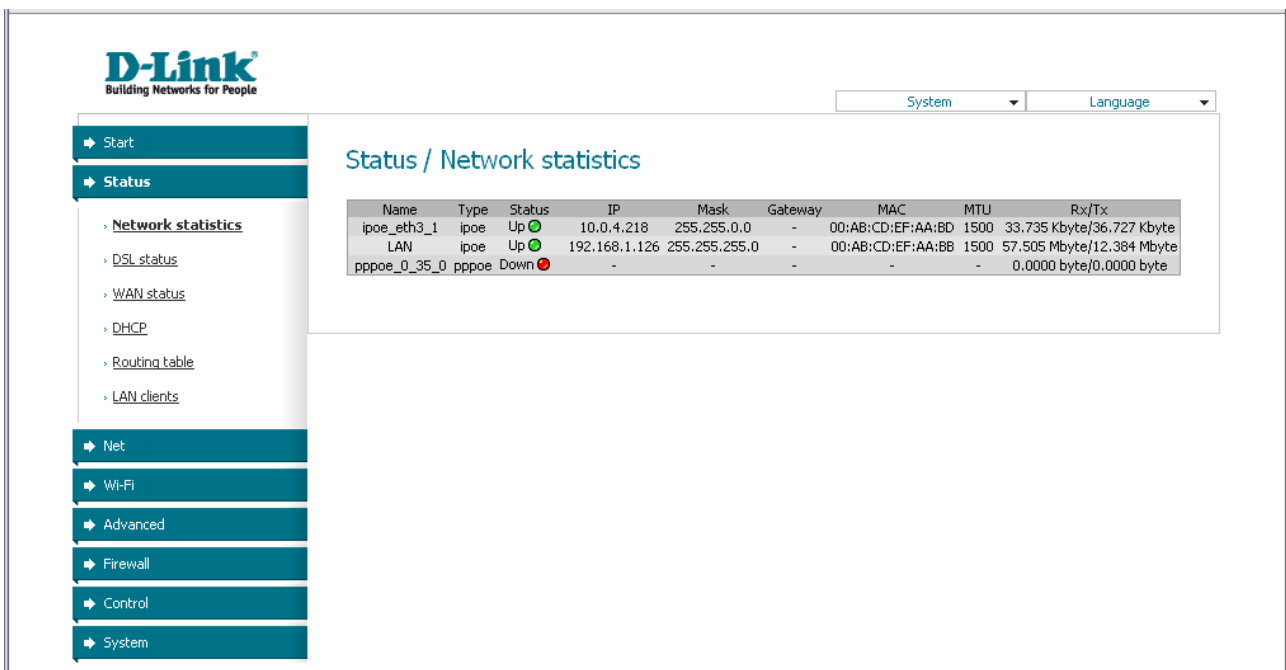 D-Link
Building Networks for People
System Language
Start
Status
Network statistics
DSL status
WAN status
DHCP
Routing table
LAN clients
Net
Wi-Fi
Advanced
Firewall
Control
System
Status / Network statistics
Name Type Status IP Mask Gateway MAC MTU Rx/Tx
ipoe_eth3_1 ipoe Up 10.0.4.218 255.255.0.0 - 00:AB:CD:EF:AA:BD 1500 33.735 Kbyte/36.727 Kbyte
LAN ipoe Up 192.168.1.126 255.255.255.0 - 00:AB:CD:EF:AA:BB 1500 57.505 Mbyte/12.384 Mbyte
pppoe_0_35_0 pppoe Down - - - - - 0.0000 byte/0.0000 byte